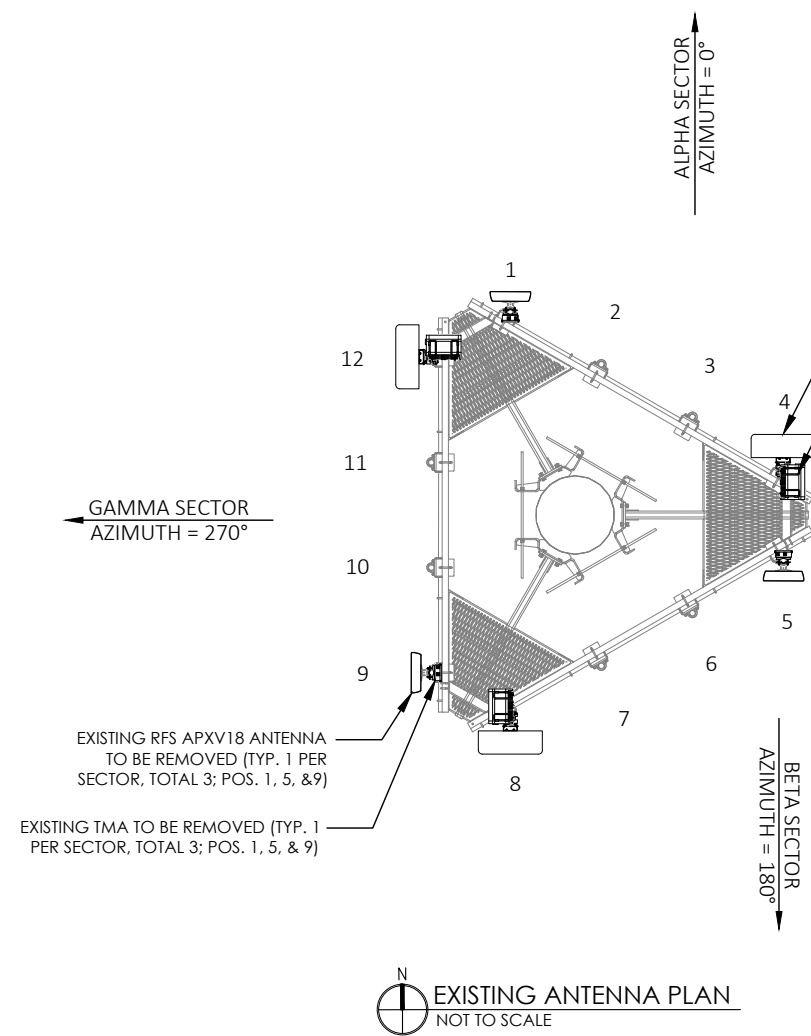 ALPHA SECTOR
AZIMUTH = 0°
1
2
3
4
12
11
GAMMA SECTOR
AZIMUTH = 270°
10
5
9
6
7
EXISTING RFS APXV18 ANTENNA
TO BE REMOVED (TYP. 1 PER
SECTOR, TOTAL 3; POS. 1, 5, &9)
8
EXISTING TMA TO BE REMOVED (TYP. 1
PER SECTOR, TOTAL 3; POS. 1, 5, & 9)
BETA SECTOR
AZIMUTH = 180°
N
EXISTING ANTENNA PLAN
NOT TO SCALE